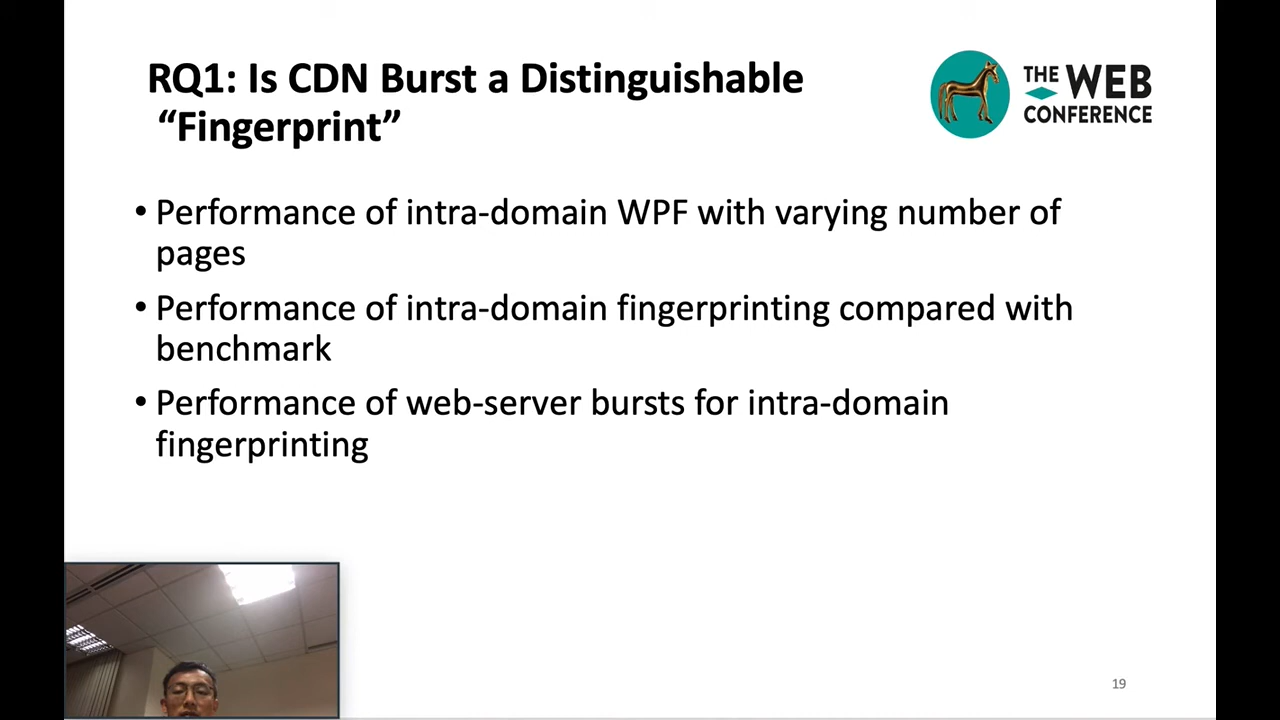 RQ1: Is CDN Burst a Distinguishable
“Fingerprint”
THE WEB
CONFERENCE
• Performance of intra-domain WPF with varying number of
pages
• Performance of intra-domain fingerprinting compared with
benchmark
• Performance of web-server bursts for intra-domain
fingerprinting
19